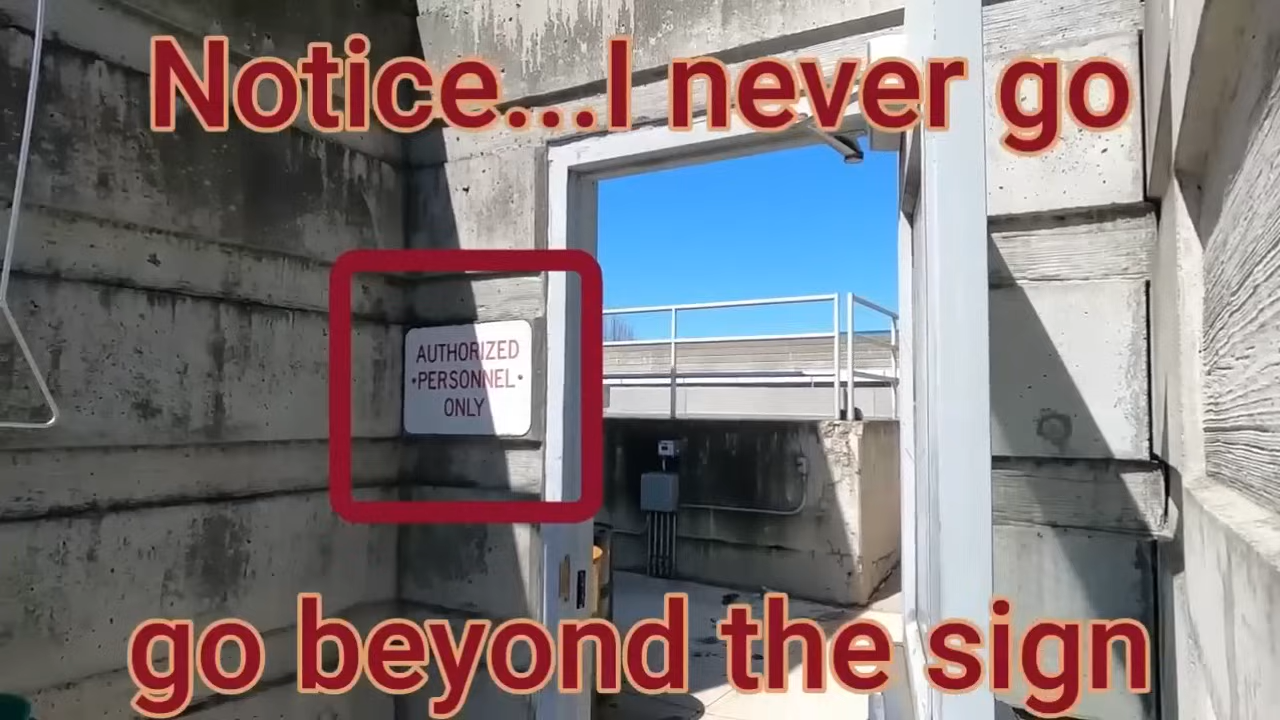 Notice...I never go
AUTHORIZED
•PERSONNEL•
ONLY
go beyond the sign